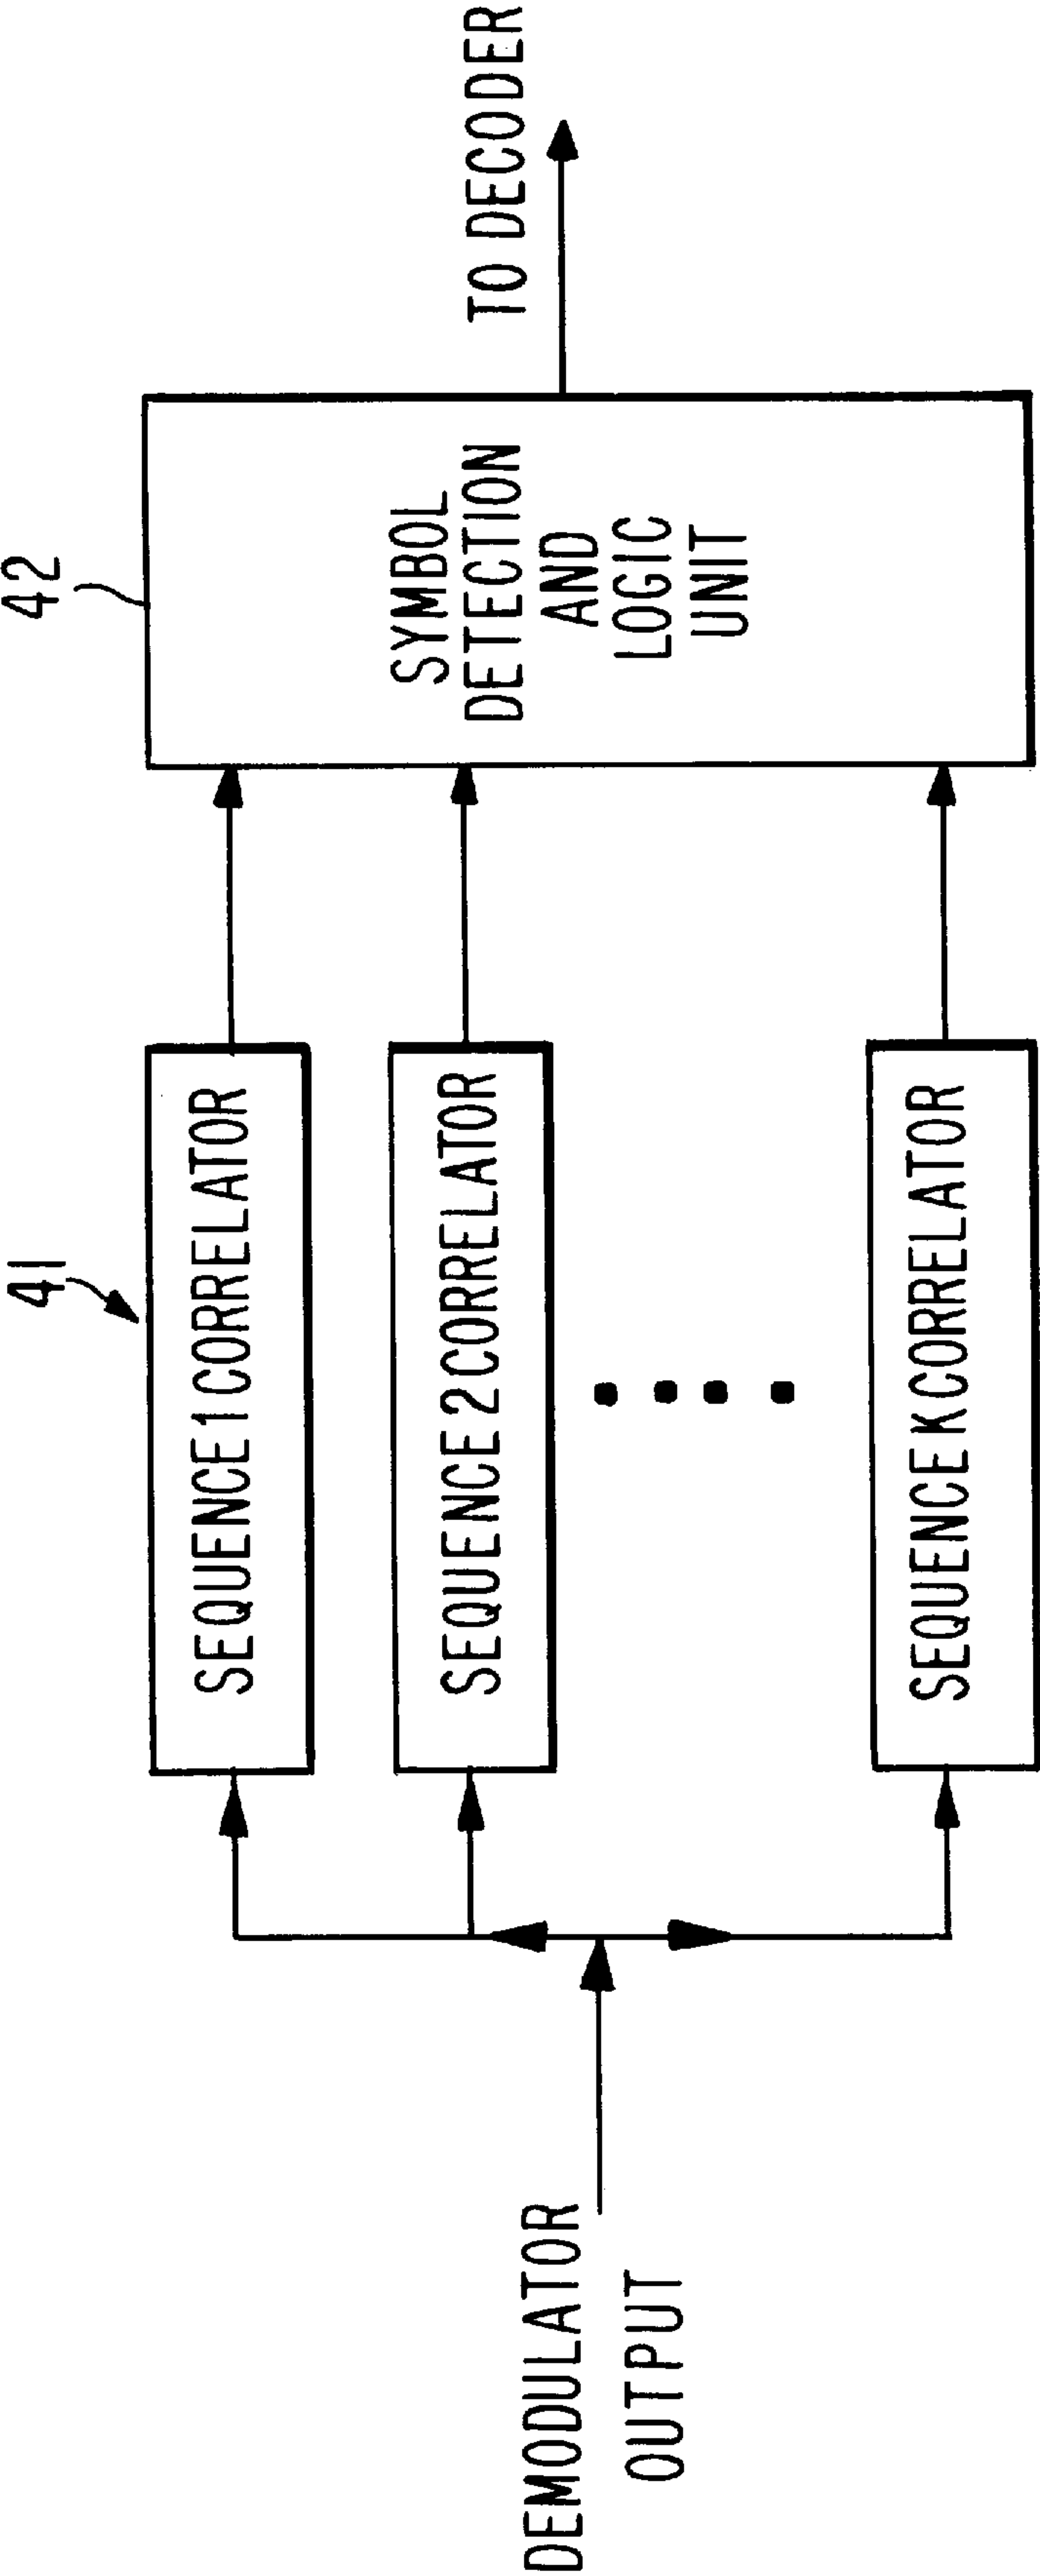 41
42
DEMODULATOR
OUTPUT
SEQUENCE 1 CORRELATOR
SEQUENCE 2 CORRELATOR
SEQUENCE K CORRELATOR
SYMBOL
DETECTION
AND
LOGIC
UNIT
TO DECODER